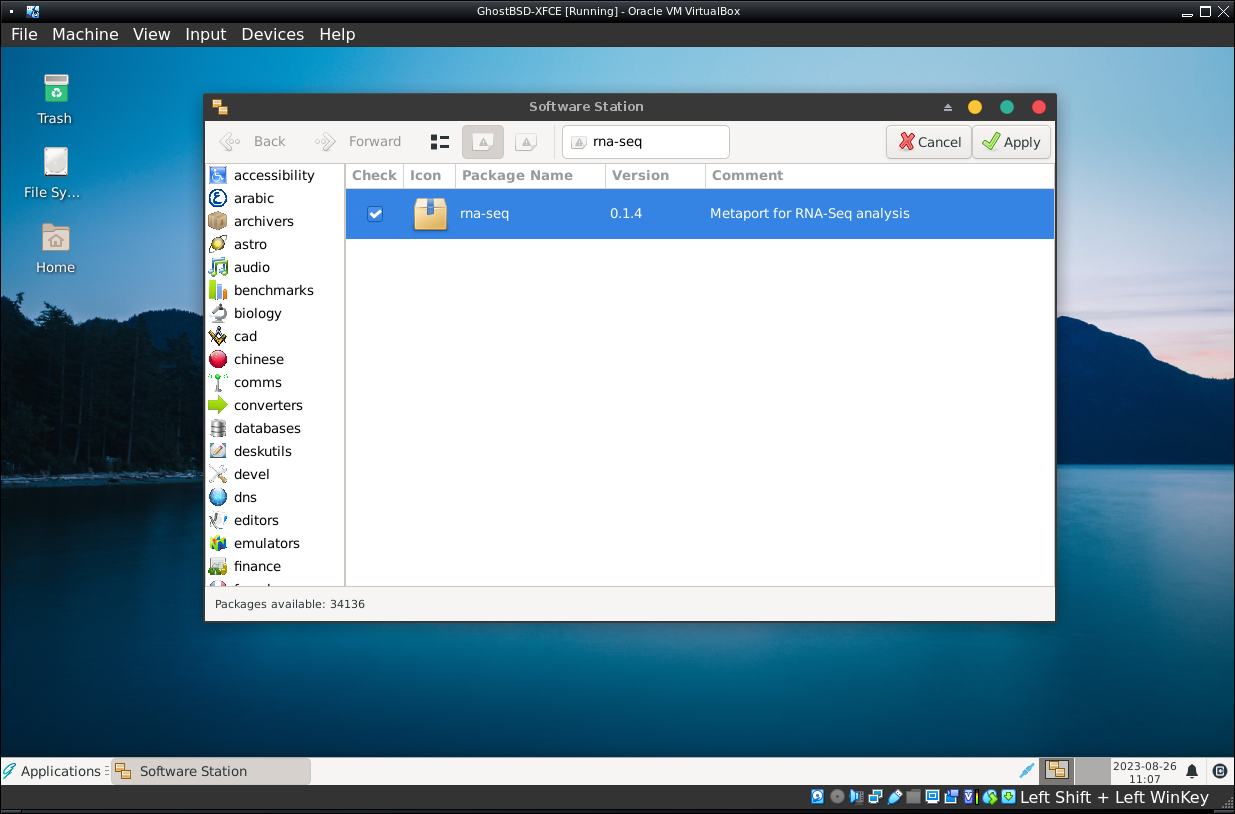 GhostBSD-XFCE [Running] - Oracle VM VirtualBox
File Machine View Input Devices Help
Trash
File Sy...
Home
Software Station
Back Forward rna-seq Cancel Apply
accessibility
arabic
archivers
astro
audio
benchmarks
biology
cad
chinese
comms
converters
databases
deskutils
devel
dns
editors
emulators
finance
Check Icon Package Name Version Comment
rna-seq 0.1.4 Metaport for RNA-Seq analysis
Packages available: 34136
Applications Software Station
2023-08-26
11:07
Left Shift + Left WinKey